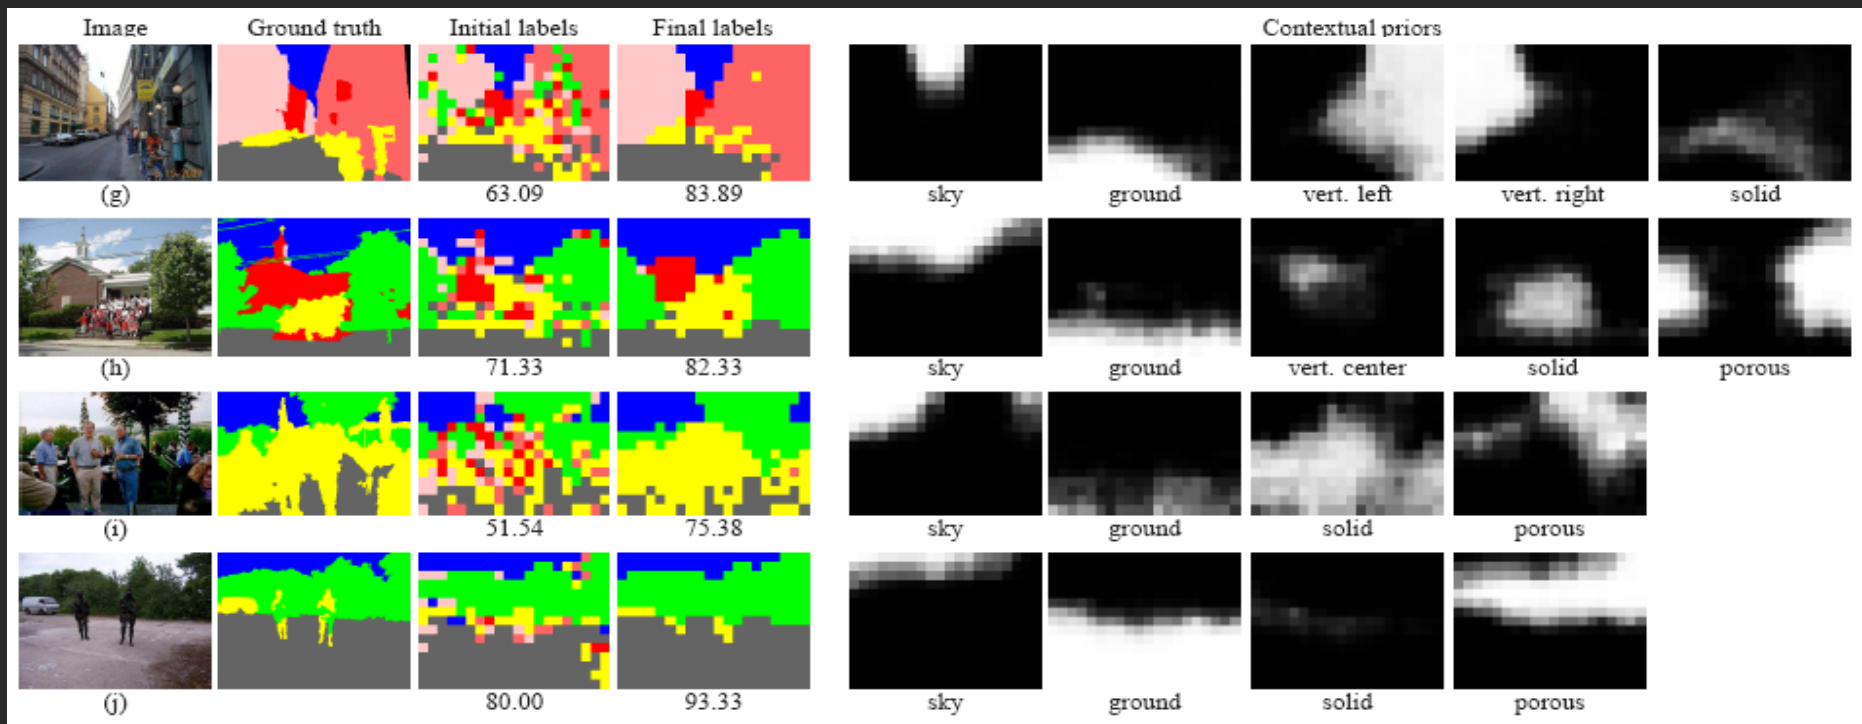 Image Ground truth Initial labels Final labels Contextual priors
(g) 63.09 83.89 sky ground vert. left vert. right solid
(h) 71.33 82.33 sky ground vert. center solid porous
(i) 51.54 75.38 sky ground solid porous
(j) 80.00 93.33 sky ground solid porous